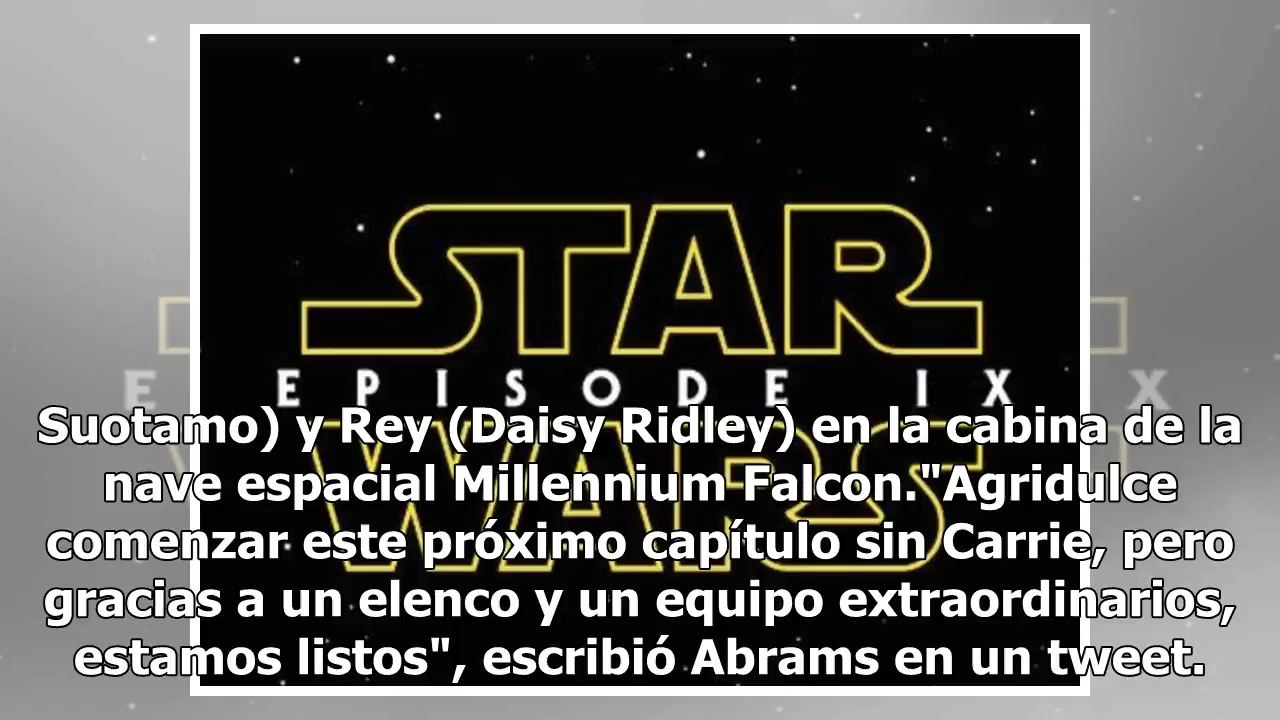 STAR
EPISODE IX
WARS
Suotamo) y Rey (Daisy Ridley) en la cabina de la
nave espacial Millennium Falcon."Agridulce
comenzar este próximo capítulo sin Carrie, pero
gracias a un elenco y un equipo extraordinarios,
estamos listos", escribió Abrams en un tweet.